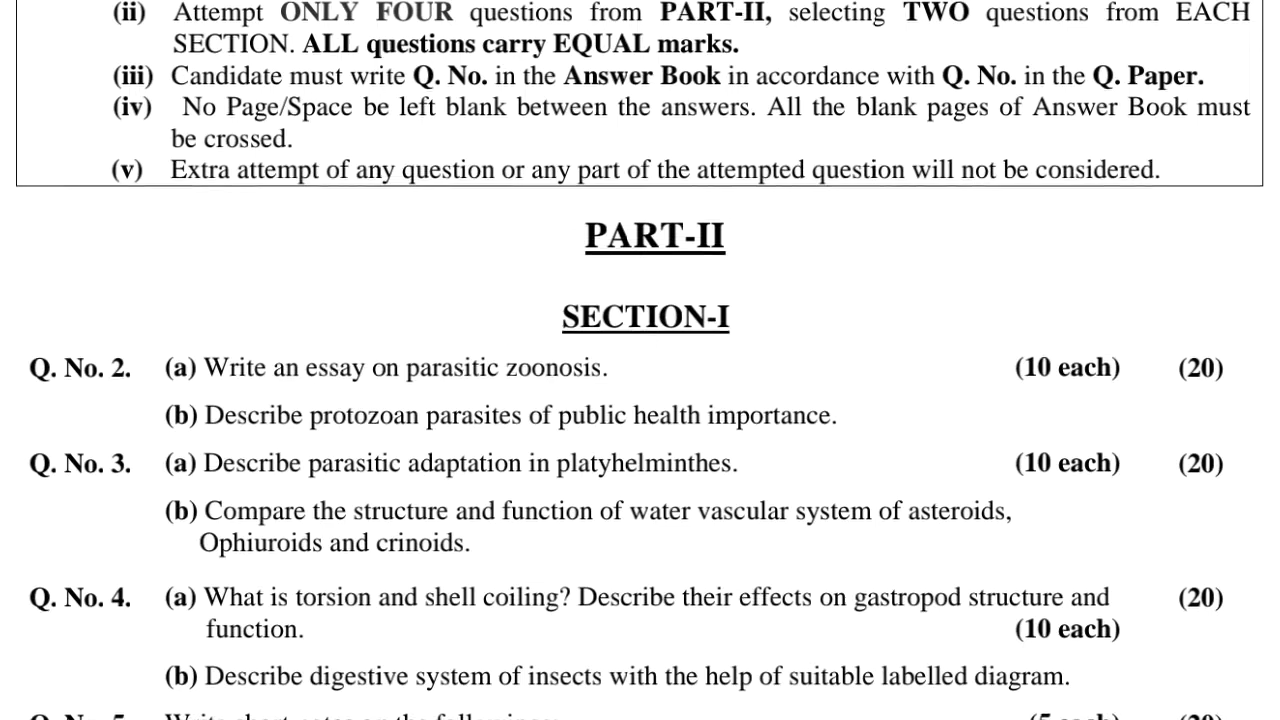 (ii) Attempt ONLY FOUR questions from PART-II, selecting TWO questions from EACH
SECTION. ALL questions carry EQUAL marks.
(iii) Candidate must write Q. No. in the Answer Book in accordance with Q. No. in the Q. Paper.
(iv) No Page/Space be left blank between the answers. All the blank pages of Answer Book must
be crossed.
(v) Extra attempt of any question or any part of the attempted question will not be considered.
PART-II
SECTION-I
Q. No. 2. (a) Write an essay on parasitic zoonosis. (10 each) (20)
(b) Describe protozoan parasites of public health importance.
Q. No. 3. (a) Describe parasitic adaptation in platyhelminthes. (10 each) (20)
(b) Compare the structure and function of water vascular system of asteroids,
Ophiuroids and crinoids.
Q. No. 4. (a) What is torsion and shell coiling? Describe their effects on gastropod structure and (20)
function. (10 each)
(b) Describe digestive system of insects with the help of suitable labelled diagram.